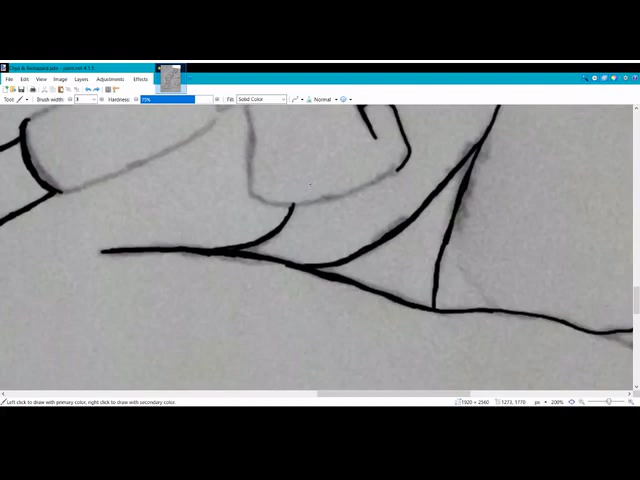 File Edit View Image Layers Adjustments Effects
Tool: Brush width: 3 Hardness: 75% Fill: Solid Color Normal
Left click to draw with primary color, right click to draw with secondary color. 1920 × 2560 1273, 1770 px 200%